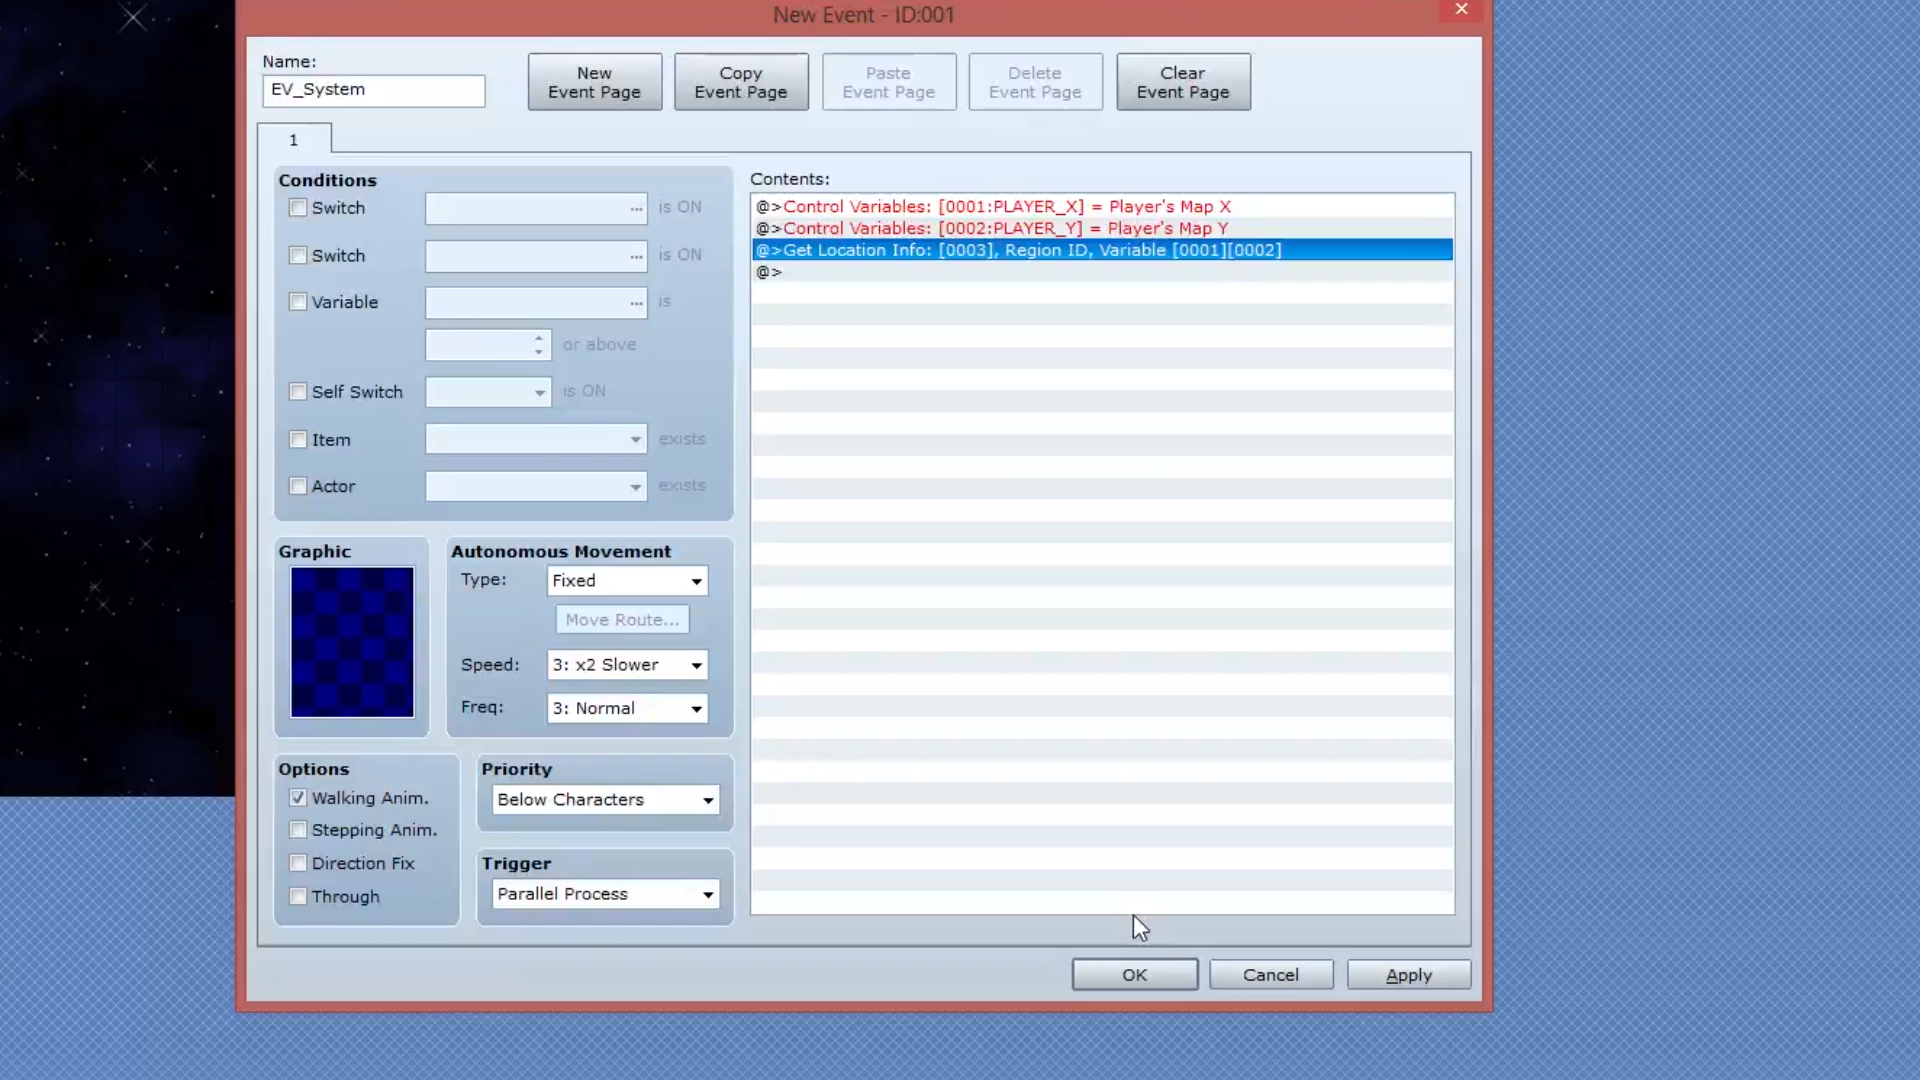 New Event - ID:001
Name:
EV_System
New Event Page
Copy Event Page
Paste Event Page
Delete Event Page
Clear Event Page
1
Conditions
Switch ... is ON
Switch ... is ON
Variable ... is
or above
Self Switch is ON
Item exists
Actor exists
Graphic
Autonomous Movement
Type: Fixed
Move Route...
Speed: 3: x2 Slower
Freq: 3: Normal
Options
Walking Anim.
Stepping Anim.
Direction Fix
Through
Priority
Below Characters
Trigger
Parallel Process
Contents:
@>Control Variables: [0001:PLAYER_X] = Player's Map X
@>Control Variables: [0002:PLAYER_Y] = Player's Map Y
@>Get Location Info: [0003], Region ID, Variable [0001][0002]
@>
OK
Cancel
Apply